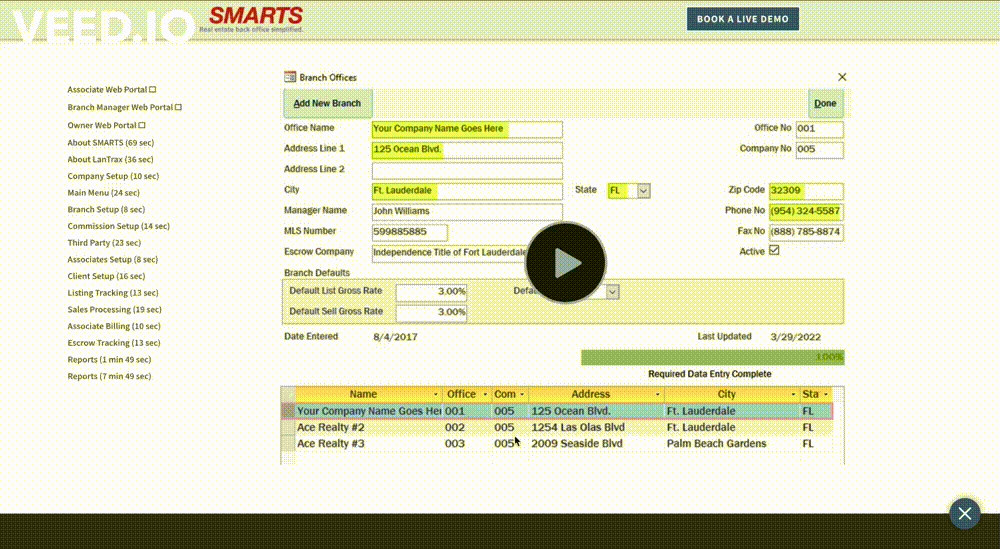 VEED.IO
SMARTS
Real estate back office simplified.
BOOK A LIVE DEMO
Associate Web Portal
Branch Manager Web Portal
Owner Web Portal
About SMARTS (69 sec)
About LanTrax (36 sec)
Company Setup (10 sec)
Main Menu (24 sec)
Branch Setup (8 sec)
Commission Setup (14 sec)
Third Party (23 sec)
Associates Setup (8 sec)
Client Setup (16 sec)
Listing Tracking (13 sec)
Sales Processing (19 sec)
Associate Billing (10 sec)
Escrow Tracking (13 sec)
Reports (1 min 49 sec)
Reports (7 min 49 sec)
Branch Offices
Add New Branch Done
Office Name Your Company Name Goes Here Office No 001
Address Line 1 125 Ocean Blvd. Company No 005
Address Line 2
City Ft. Lauderdale State FL Zip Code 32309
Manager Name John Williams Phone No (954) 324-5587
MLS Number 599885885 Fax No (888) 785-8874
Escrow Company Independence Title of Fort Lauderdale Active
Branch Defaults
Default List Gross Rate 3.00%
Default Sell Gross Rate 3.00%
Date Entered 8/4/2017 Last Updated 3/29/2022
100%
Required Data Entry Complete
Name Office Com Address City Sta
Your Company Name Goes Her 001 005 125 Ocean Blvd. Ft. Lauderdale FL
Ace Realty #2 002 005 1254 Las Olas Blvd Ft. Lauderdale FL
Ace Realty #3 003 005 2009 Seaside Blvd Palm Beach Gardens FL